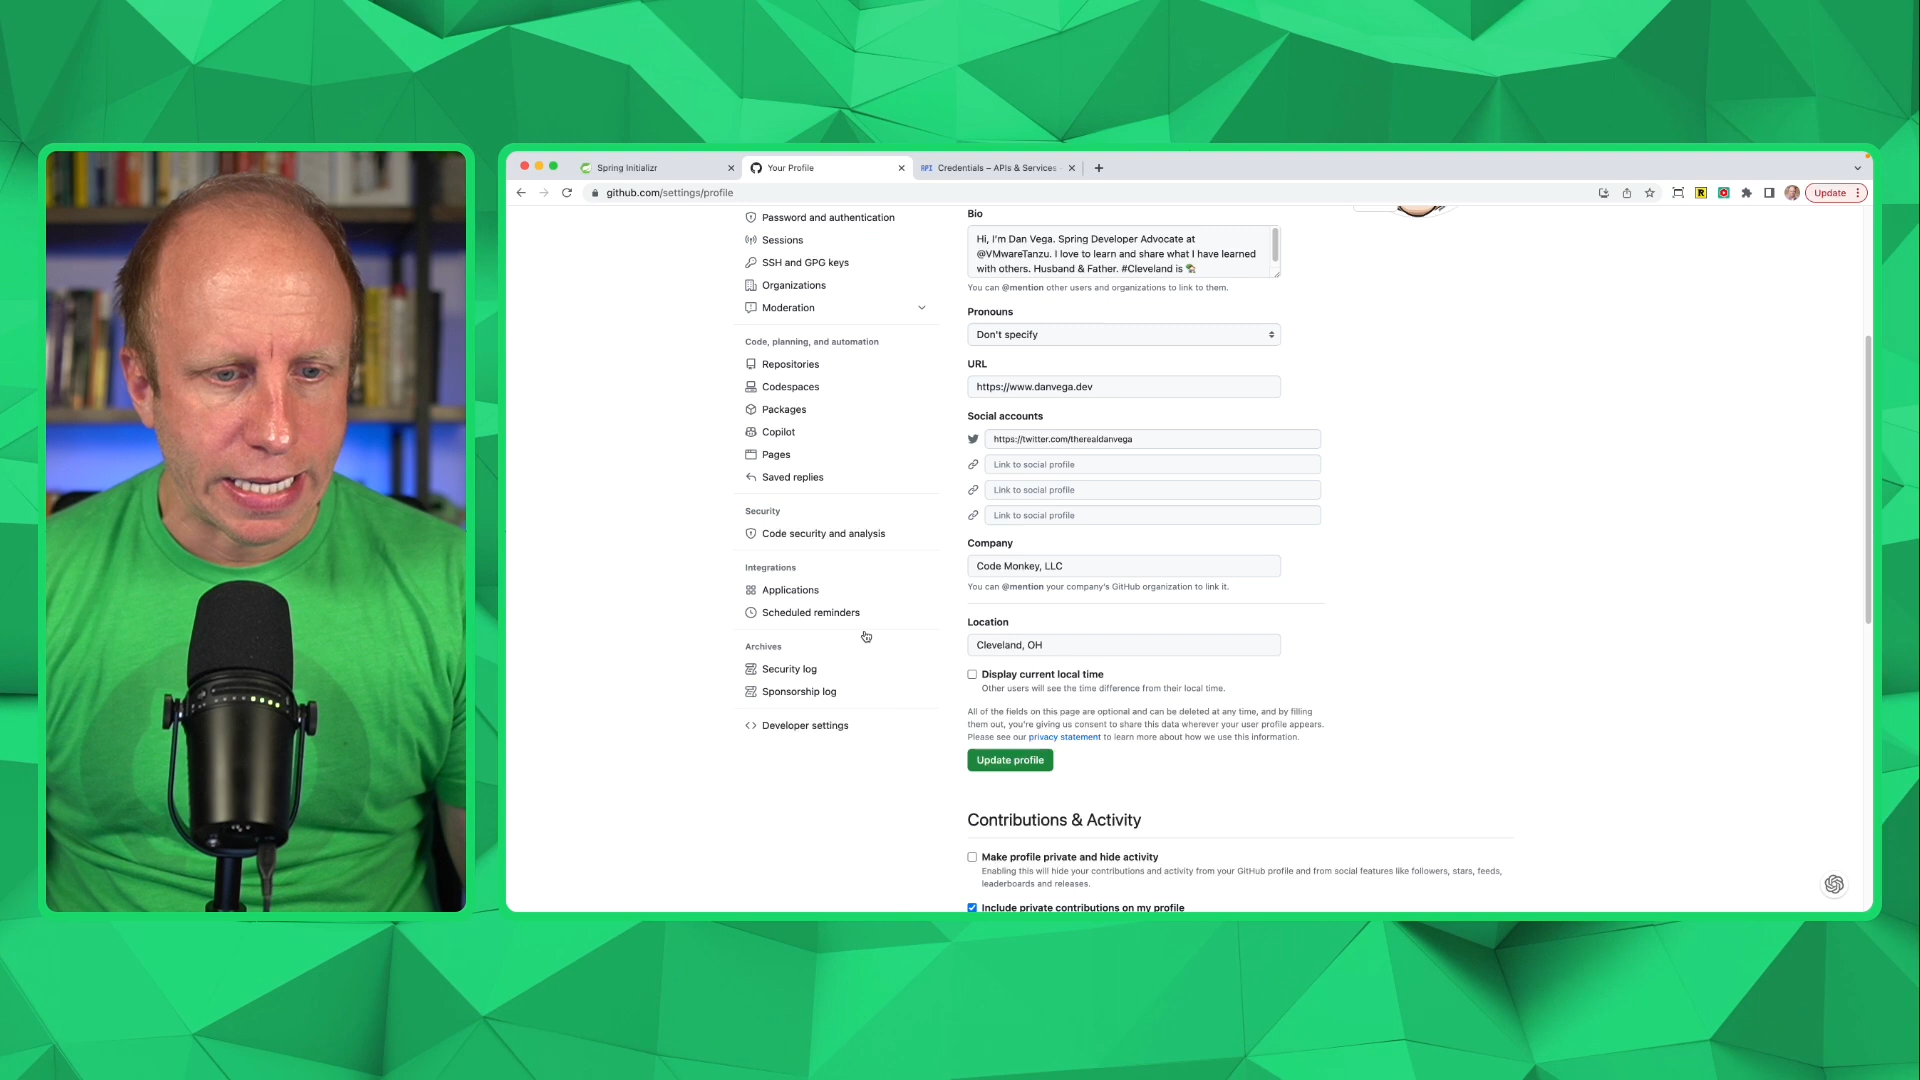 Spring Initializr
Your Profile
API Credentials – APIs & Services
github.com/settings/profile
Update
Password and authentication
Sessions
SSH and GPG keys
Organizations
Moderation
Code, planning, and automation
Repositories
Codespaces
Packages
Copilot
Pages
Saved replies
Security
Code security and analysis
Integrations
Applications
Scheduled reminders
Archives
Security log
Sponsorship log
Developer settings
Bio
Hi, I'm Dan Vega. Spring Developer Advocate at
@VMwareTanzu. I love to learn and share what I have learned
with others. Husband & Father. #Cleveland is
You can @mention other users and organizations to link to them.
Pronouns
Don't specify
URL
https://www.danvega.dev
Social accounts
https://twitter.com/therealdanvega
Link to social profile
Link to social profile
Link to social profile
Company
Code Monkey, LLC
You can @mention your company's GitHub organization to link it.
Location
Cleveland, OH
Display current local time
Other users will see the time difference from their local time.
All of the fields on this page are optional and can be deleted at any time, and by filling
them out, you're giving us consent to share this data wherever your user profile appears.
Please see our privacy statement to learn more about how we use this information.
Update profile
Contributions & Activity
Make profile private and hide activity
Enabling this will hide your contributions and activity from your GitHub profile and from social features like followers, stars, feeds,
leaderboards and releases.
Include private contributions on my profile